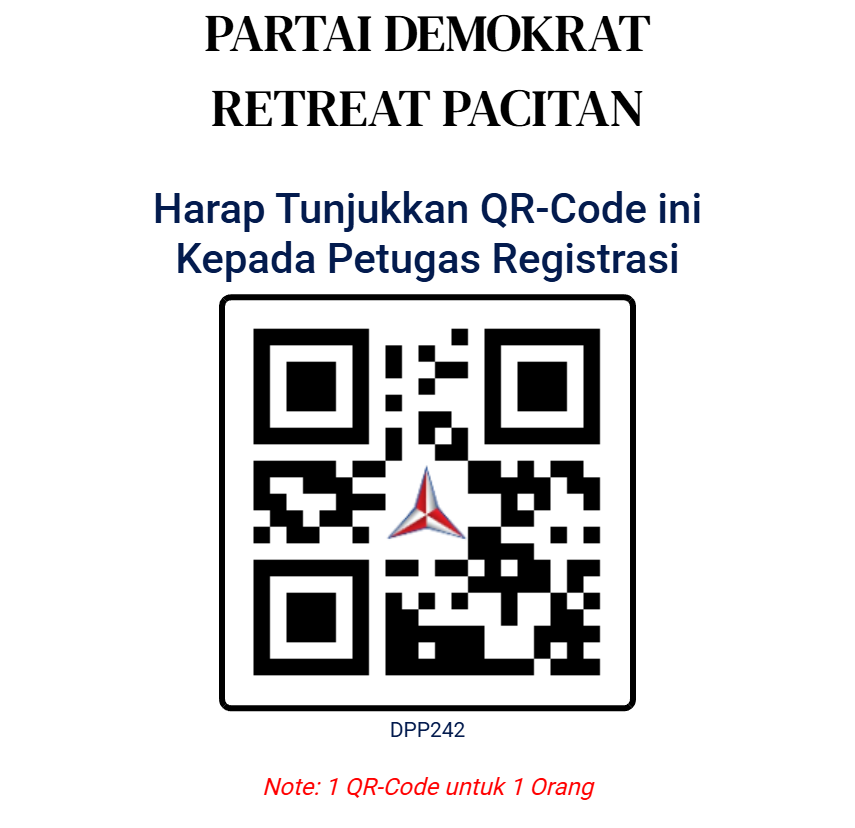 PARTAI DEMOKRAT
RETREAT PACITAN
Harap Tunjukkan QR-Code ini
Kepada Petugas Registrasi
DPP242
Note: 1 QR-Code untuk 1 Orang